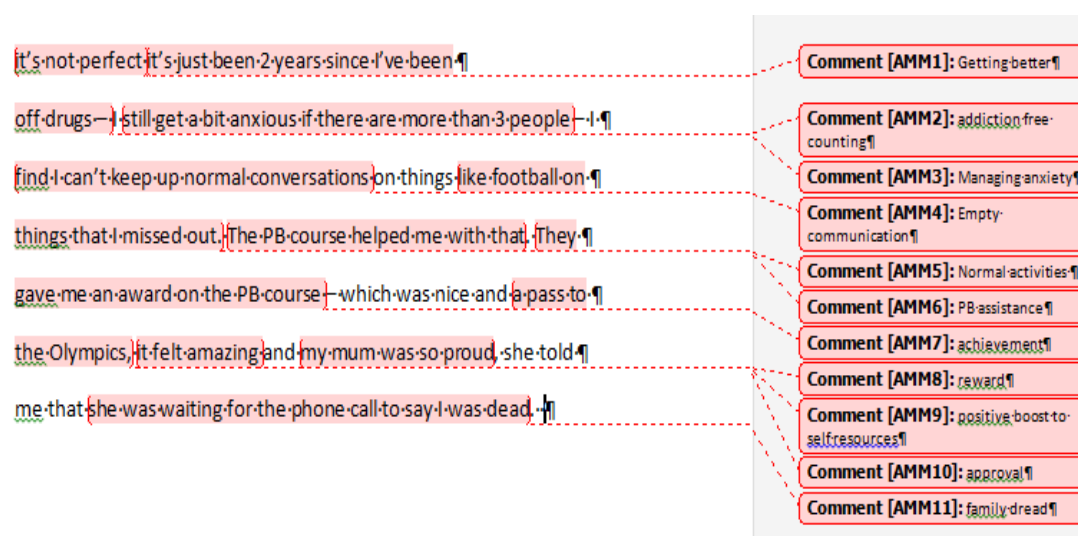 it's not perfect it's just been 2 years since I've been ¶
off drugs – I still get a bit anxious if there are more than 3 people – I ¶
find I can't keep up normal conversations on things like football on ¶
things that I missed out. The PB course helped me with that. They ¶
gave me an award on the PB course – which was nice and a pass to ¶
the Olympics, it felt amazing and my mum was so proud, she told ¶
me that she was waiting for the phone call to say I was dead. ¶
Comment [AMM1]: Getting better¶
Comment [AMM2]: addiction free
counting¶
Comment [AMM3]: Managing anxiety¶
Comment [AMM4]: Empty
communication¶
Comment [AMM5]: Normal activities ¶
Comment [AMM6]: PB assistance¶
Comment [AMM7]: achievement¶
Comment [AMM8]: reward¶
Comment [AMM9]: positive boost to
self resources¶
Comment [AMM10]: approval¶
Comment [AMM11]: family dread¶